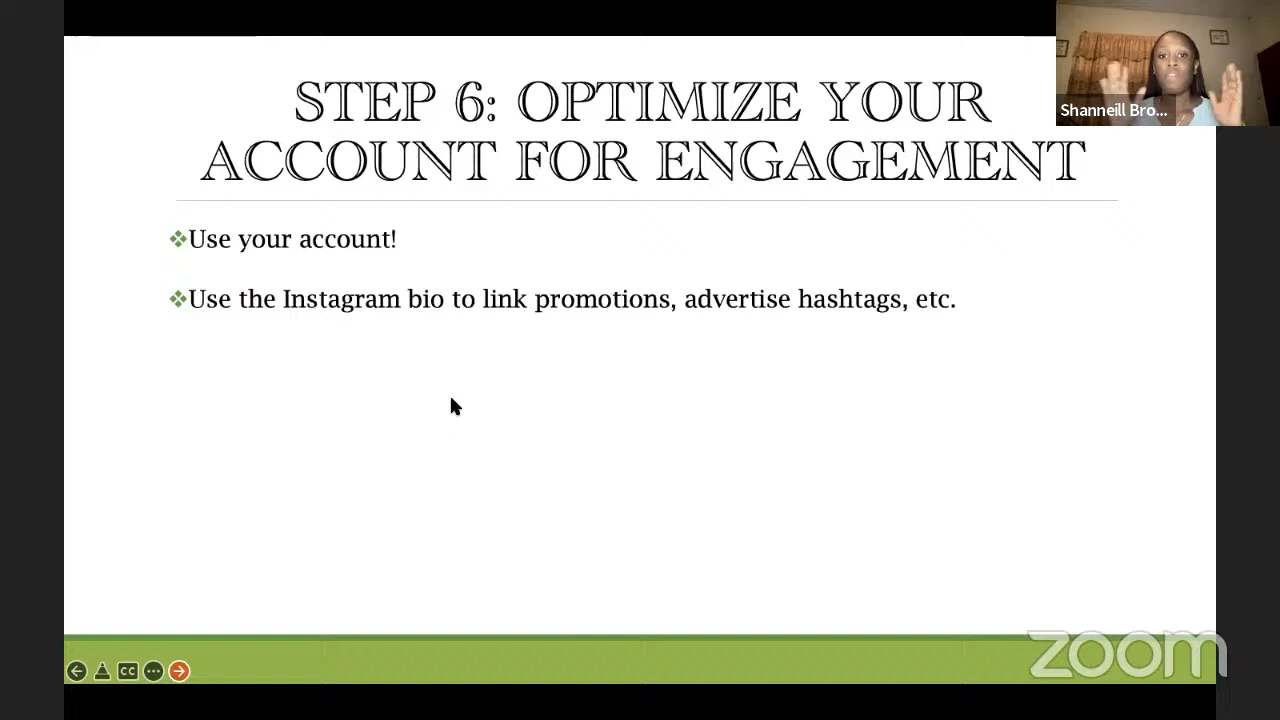 STEP 6: OPTIMIZE YOUR
ACCOUNT FOR ENGAGEMENT
Shanneill Bro...
Use your account!
Use the Instagram bio to link promotions, advertise hashtags, etc.
CC
zoom